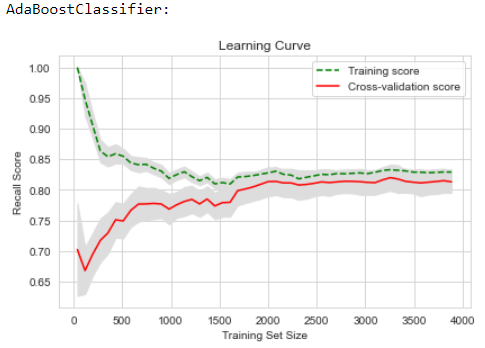 AdaBoostClassifier:
Learning Curve
Training score
Cross-validation score
1.00
0.95
0.90
0.85
0.80
0.75
0.70
0.65
Recall Score
0 500 1000 1500 2000 2500 3000 3500 4000
Training Set Size